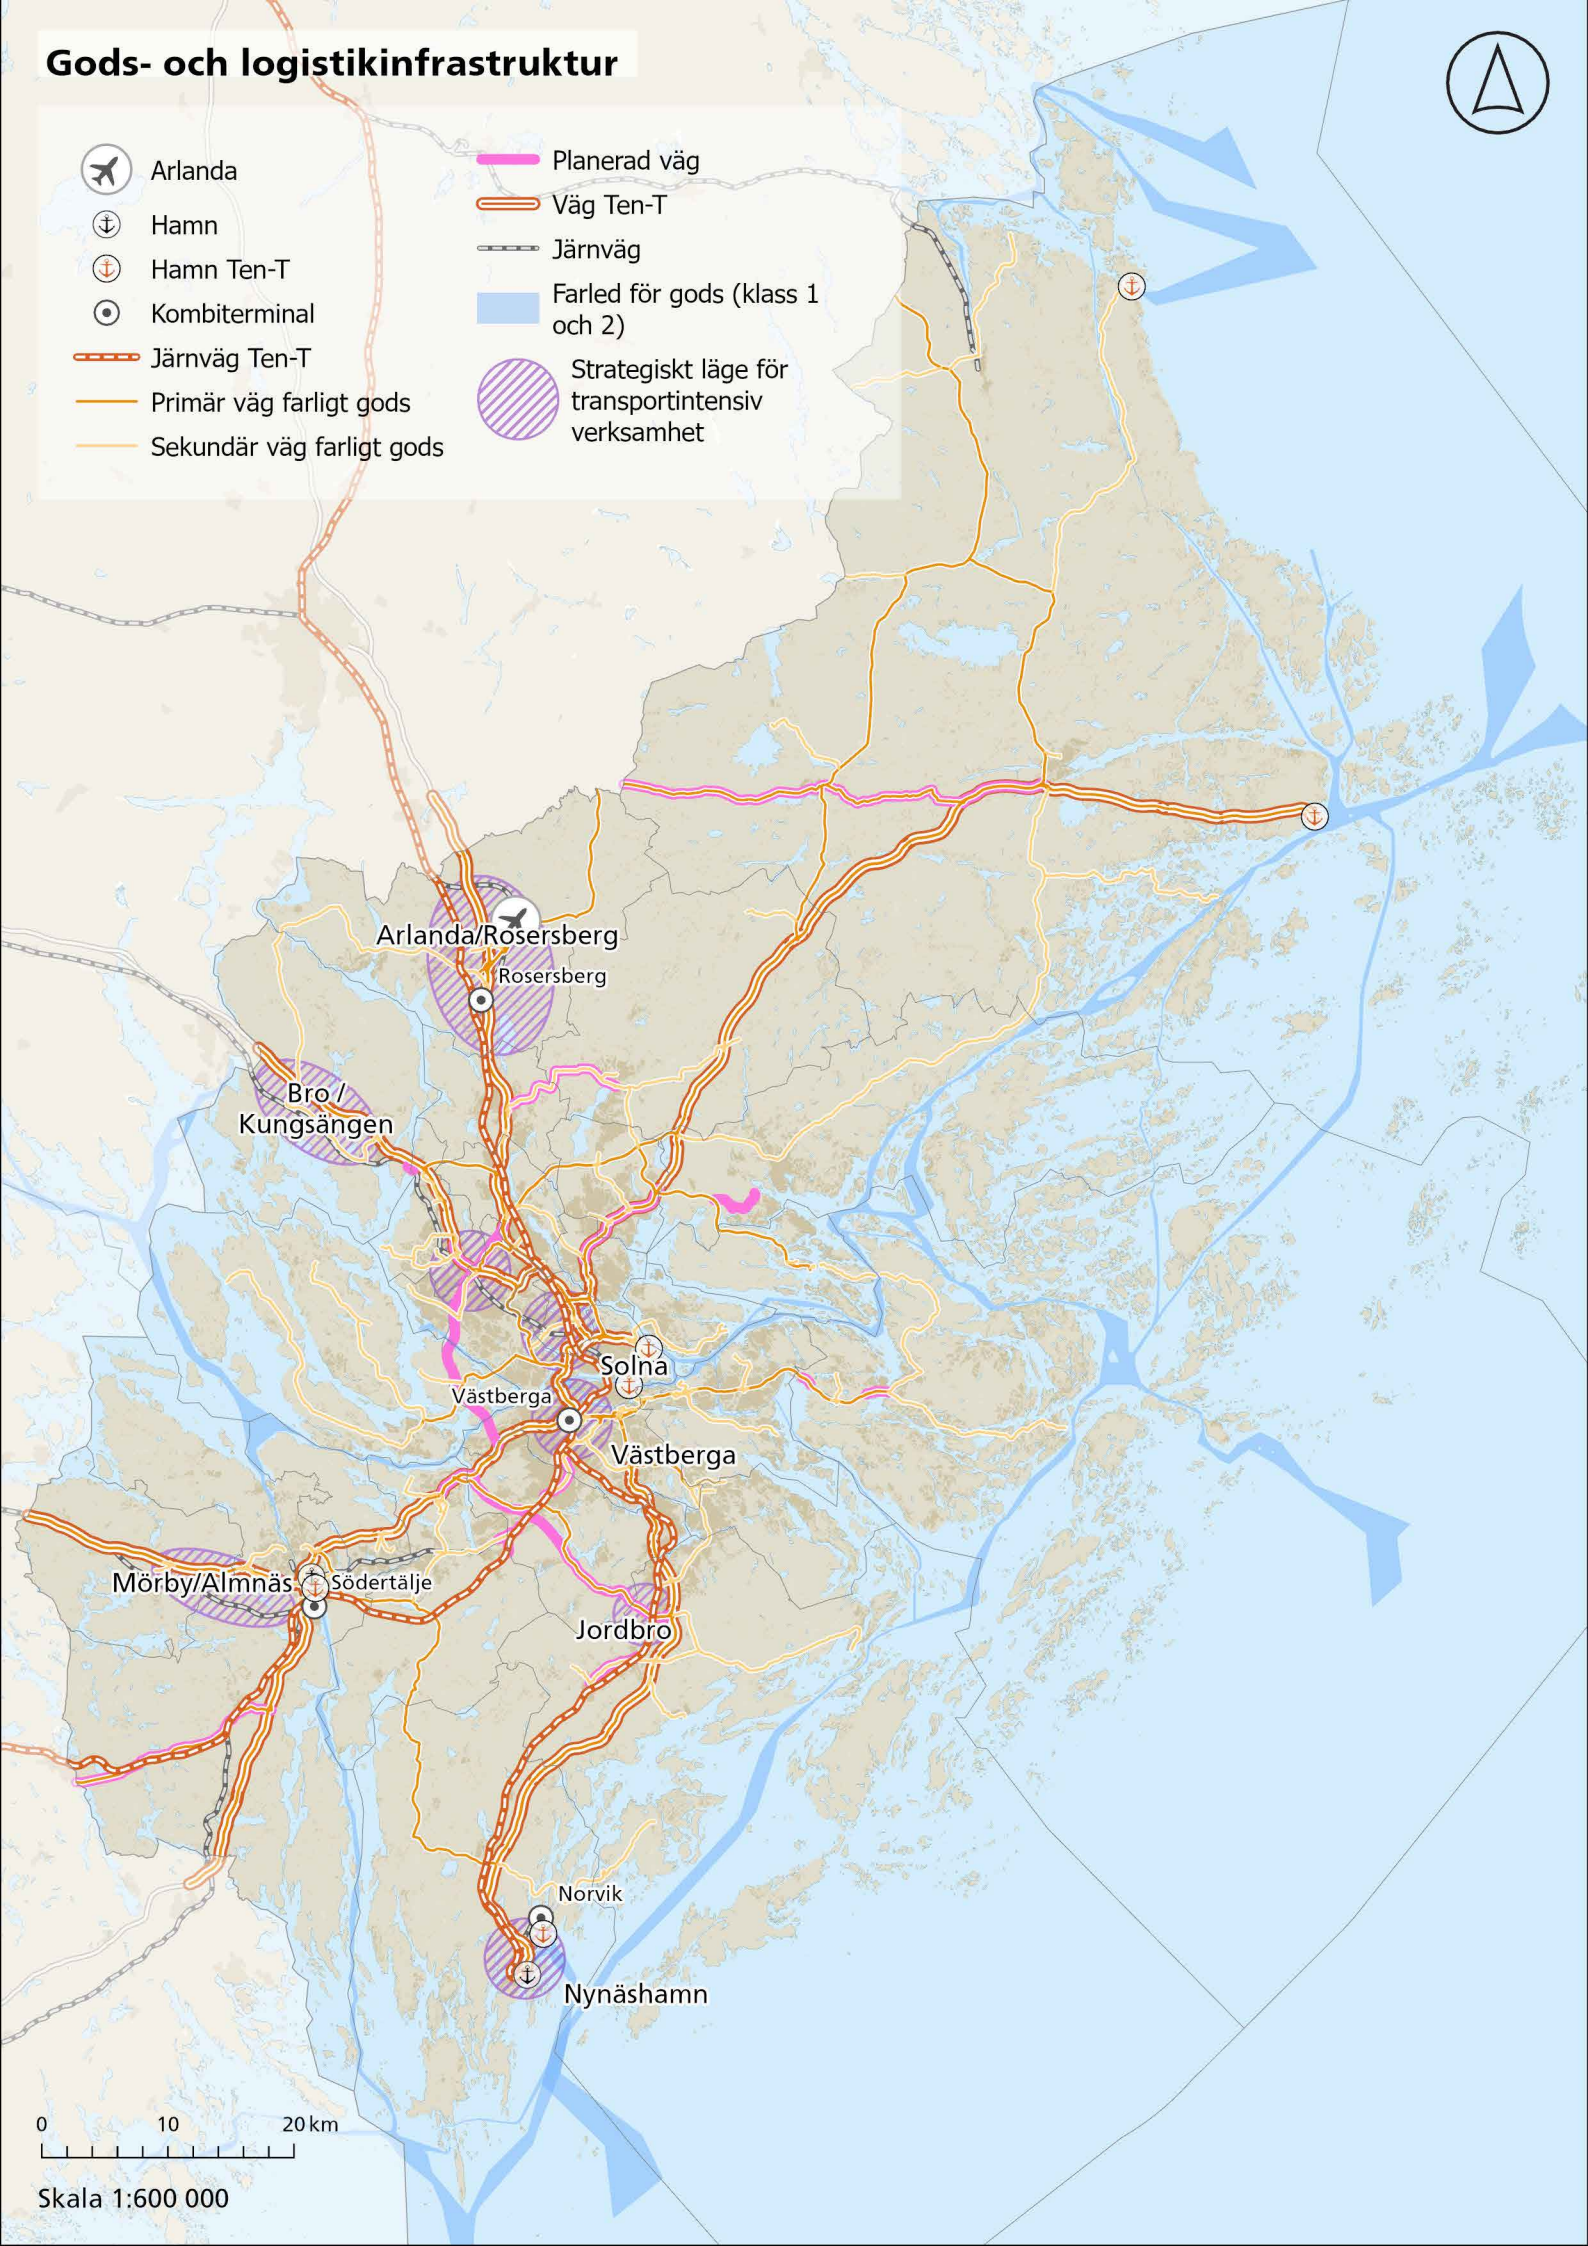 Gods- och logistikinfrastruktur
Arlanda
Hamn
Hamn Ten-T
Kombiterminal
Järnväg Ten-T
Primär väg farligt gods
Sekundär väg farligt gods
Planerad väg
Väg Ten-T
Järnväg
Farled för gods (klass 1
och 2)
Strategiskt läge för
transportintensiv
verksamhet
Arlanda/Rosersberg
Rosersberg
Bro /
Kungsängen
Solna
Västberga
Västberga
Mörby/Almnäs
Södertälje
Jordbro
Norvik
Nynäshamn
0 10 20 km
Skala 1:600 000